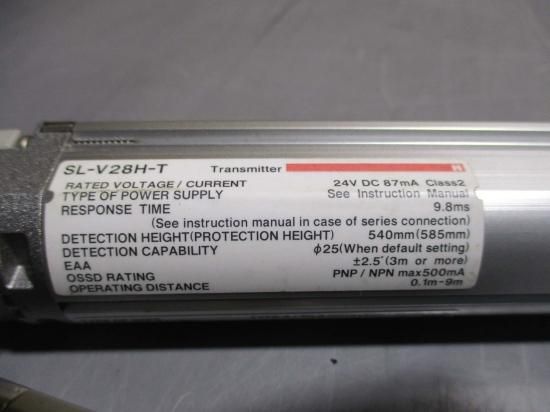 SL-V28H-T Transmitter H
RATED VOLTAGE/CURRENT 24V DC 87mA Class2
TYPE OF POWER SUPPLY See Instruction Manual
RESPONSE TIME 9.8ms
(See instruction manual in case of series connection)
DETECTION HEIGHT(PROTECTION HEIGHT) 540mm(585mm)
DETECTION CAPABILITY ϕ25(When default setting)
EAA ±2.5°(3m or more)
OSSD RATING PNP/NPN max500mA
OPERATING DISTANCE 0.1m-9m